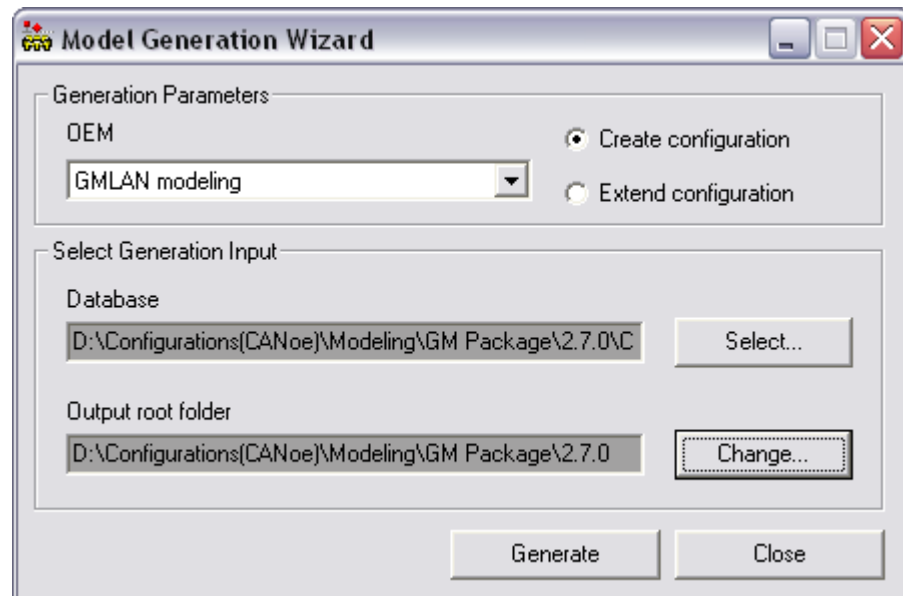 Model Generation Wizard
Generation Parameters
OEM
GMLAN modeling
Create configuration
Extend configuration
Select Generation Input
Database
D:\Configurations(CANoe)\Modeling\GM Package\2.7.0\C
Select...
Output root folder
D:\Configurations(CANoe)\Modeling\GM Package\2.7.0
Change...
Generate
Close